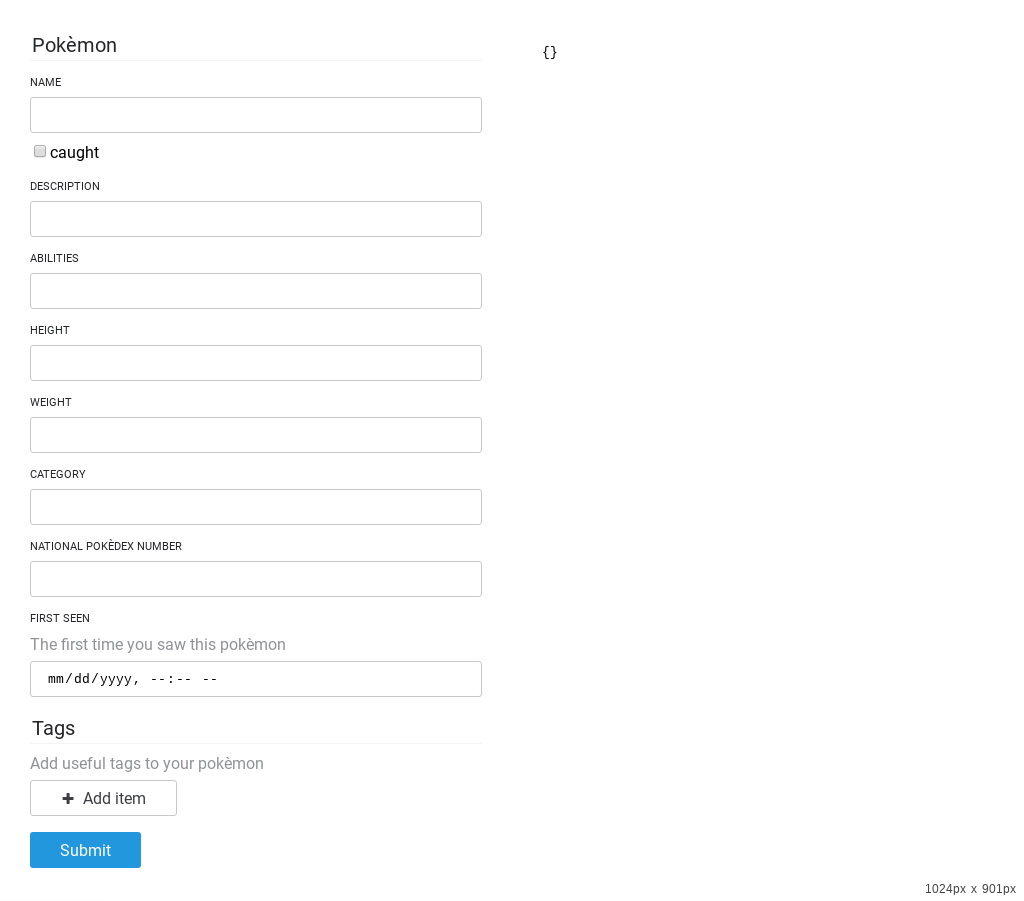 Pokèmon
{}
NAME
caught
DESCRIPTION
ABILITIES
HEIGHT
WEIGHT
CATEGORY
NATIONAL POKÈDEX NUMBER
FIRST SEEN
The first time you saw this pokèmon
mm/dd/yyyy, --:-- --
Tags
Add useful tags to your pokèmon
+ Add item
Submit
1024px x 901px